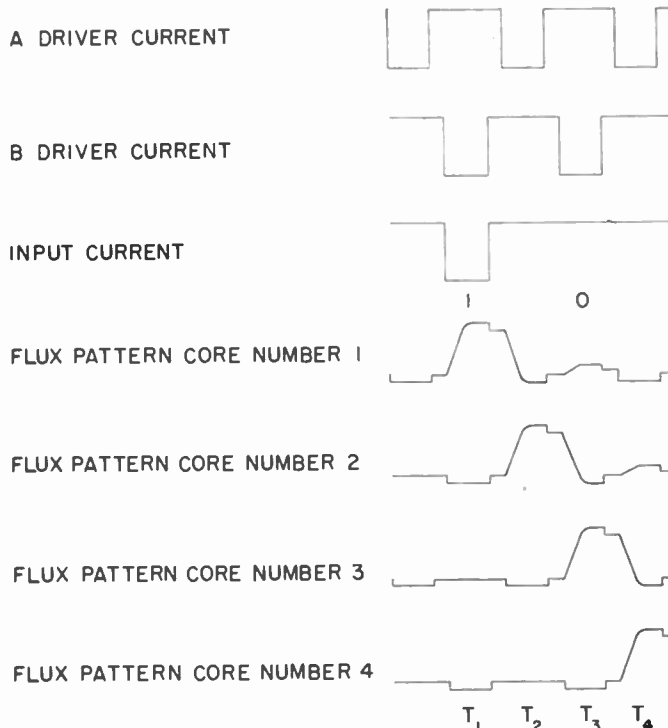 A DRIVER CURRENT
B DRIVER CURRENT
INPUT CURRENT
1 0
FLUX PATTERN CORE NUMBER 1
FLUX PATTERN CORE NUMBER 2
FLUX PATTERN CORE NUMBER 3
FLUX PATTERN CORE NUMBER 4
T1 T2 T3 T4